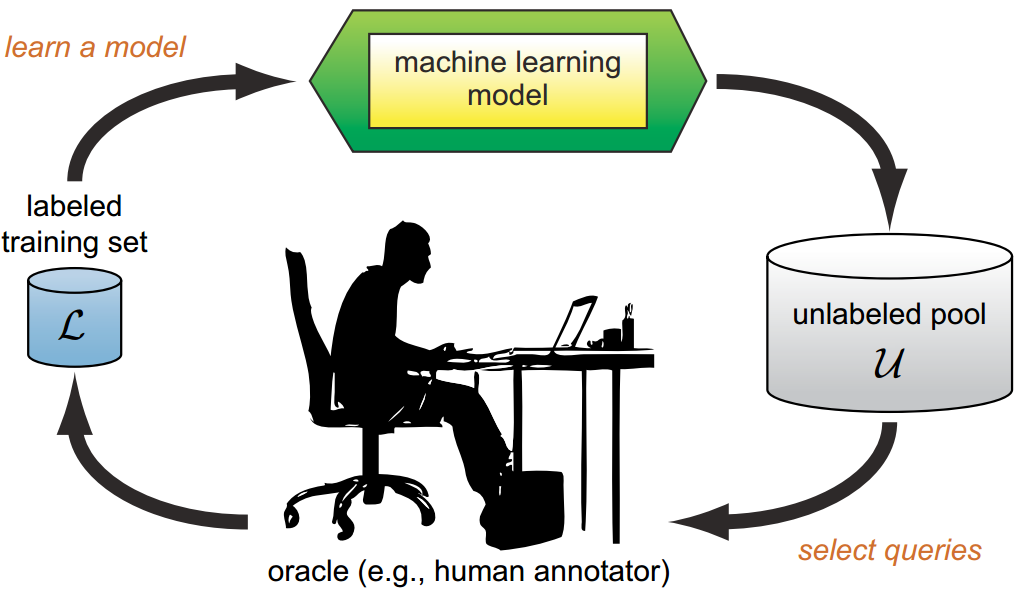 learn a model
machine learning
model
labeled
training set
ℒ
unlabeled pool
𝒰
select queries
oracle (e.g., human annotator)